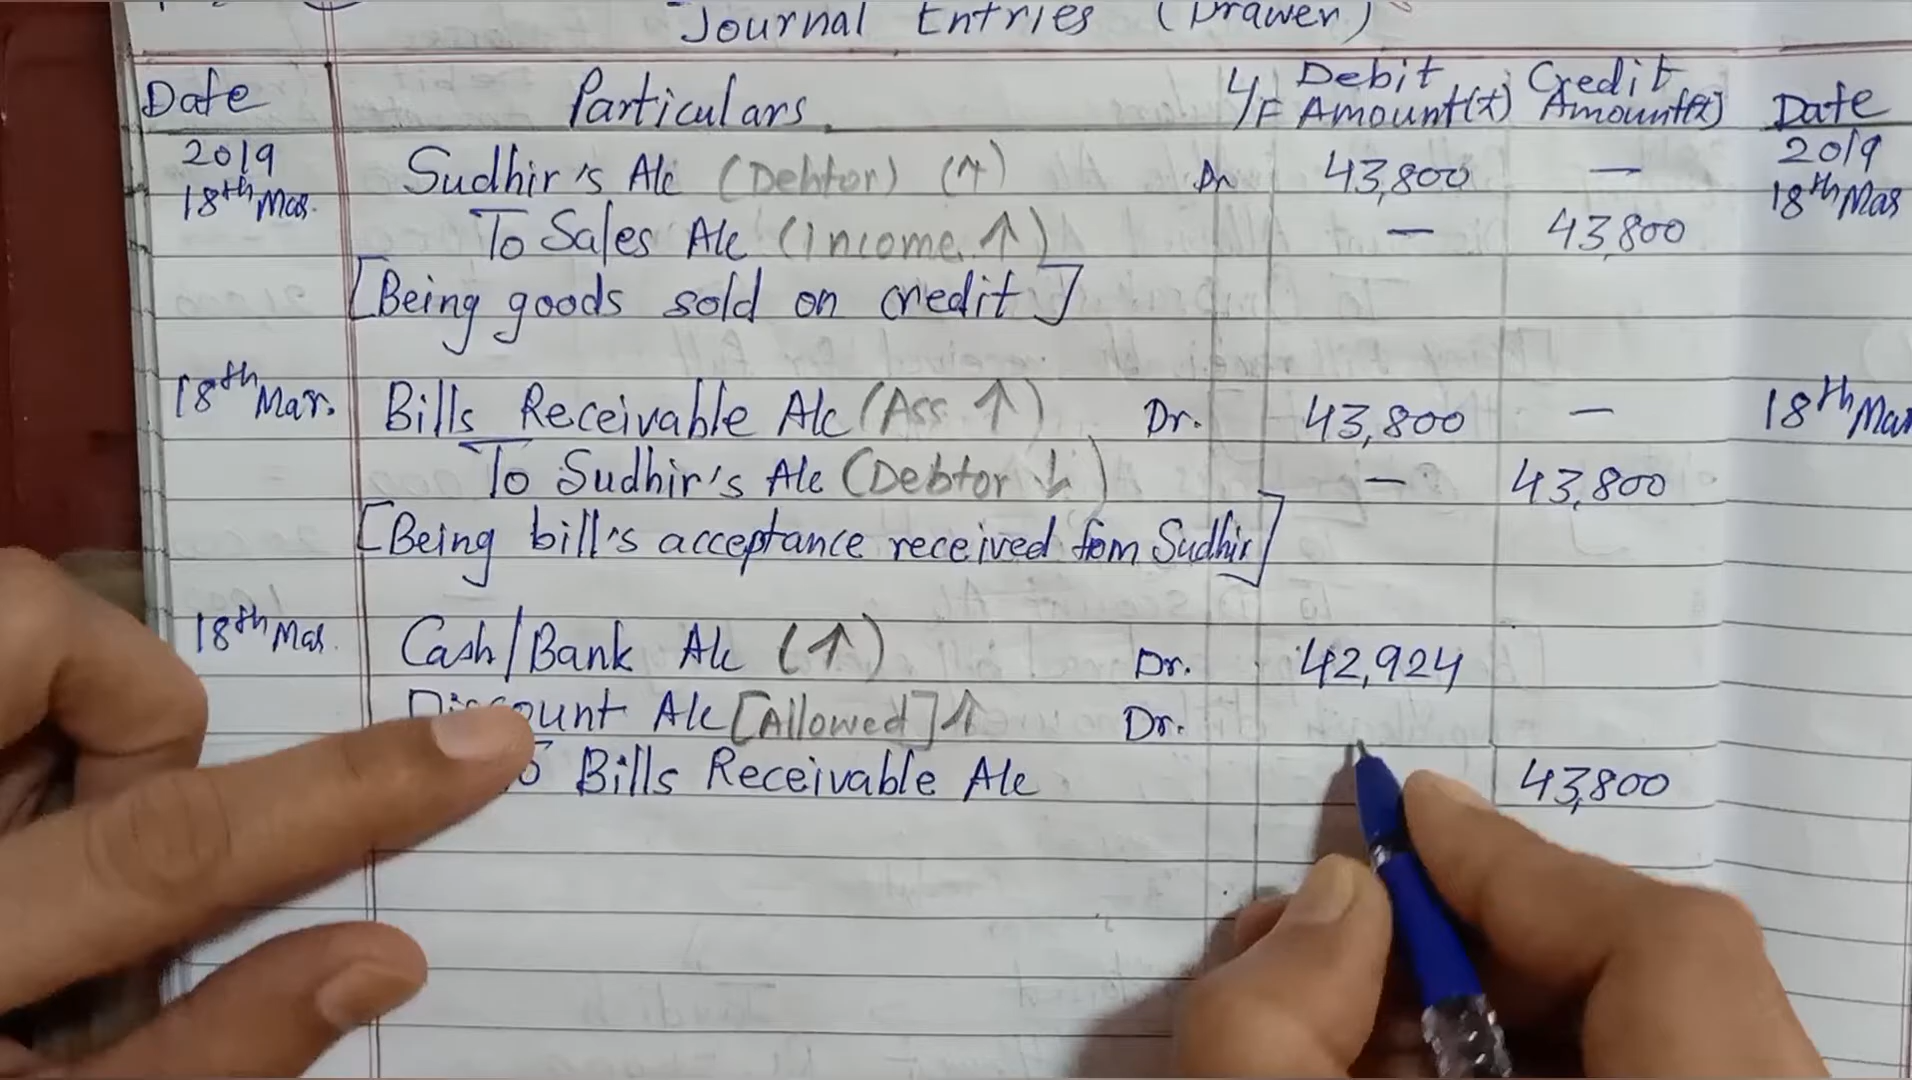 Journal Entries (Drawer)
Date Particulars L/F Debit Amount(₹) Credit Amount(₹) Date
2019 18th Mar. Sudhir's A/c (Debtor) (↑) Dr 43,800 — 2019 18th Mar
To Sales A/c (Income ↑) — 43,800
[Being goods sold on credit]
18th Mar. Bills Receivable A/c (Ass ↑) Dr. 43,800 — 18th Mar
To Sudhir's A/c (Debtor ↓) — 43,800
[Being bill's acceptance received fom Sudhir]
18th Mar. Cash/Bank A/c (↑) Dr. 42,924
Discount A/c [Allowed] ↑ Dr.
Bills Receivable A/c 43,800